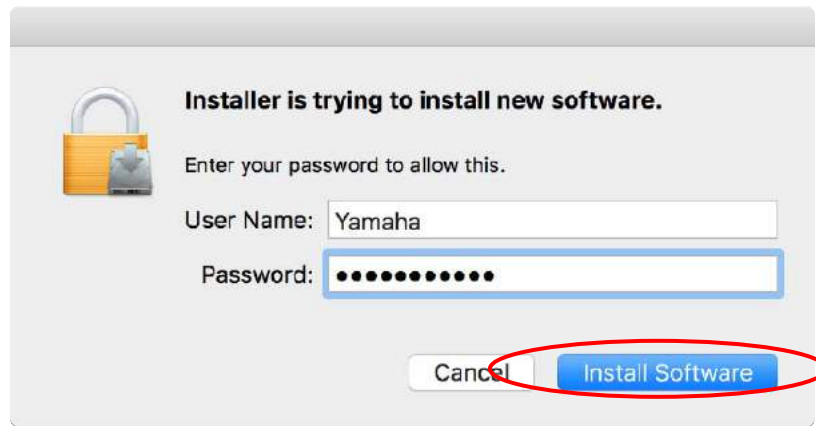 Installer is trying to install new software.
Enter your password to allow this.
User Name: Yamaha
Password: •••••••••••
Cancel Install Software